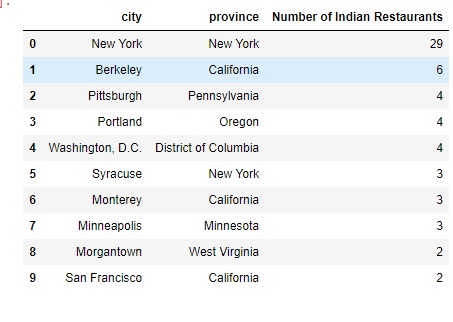 ]:
city province Number of Indian Restaurants
0 New York New York 29
1 Berkeley California 6
2 Pittsburgh Pennsylvania 4
3 Portland Oregon 4
4 Washington, D.C. District of Columbia 4
5 Syracuse New York 3
6 Monterey California 3
7 Minneapolis Minnesota 3
8 Morgantown West Virginia 2
9 San Francisco California 2